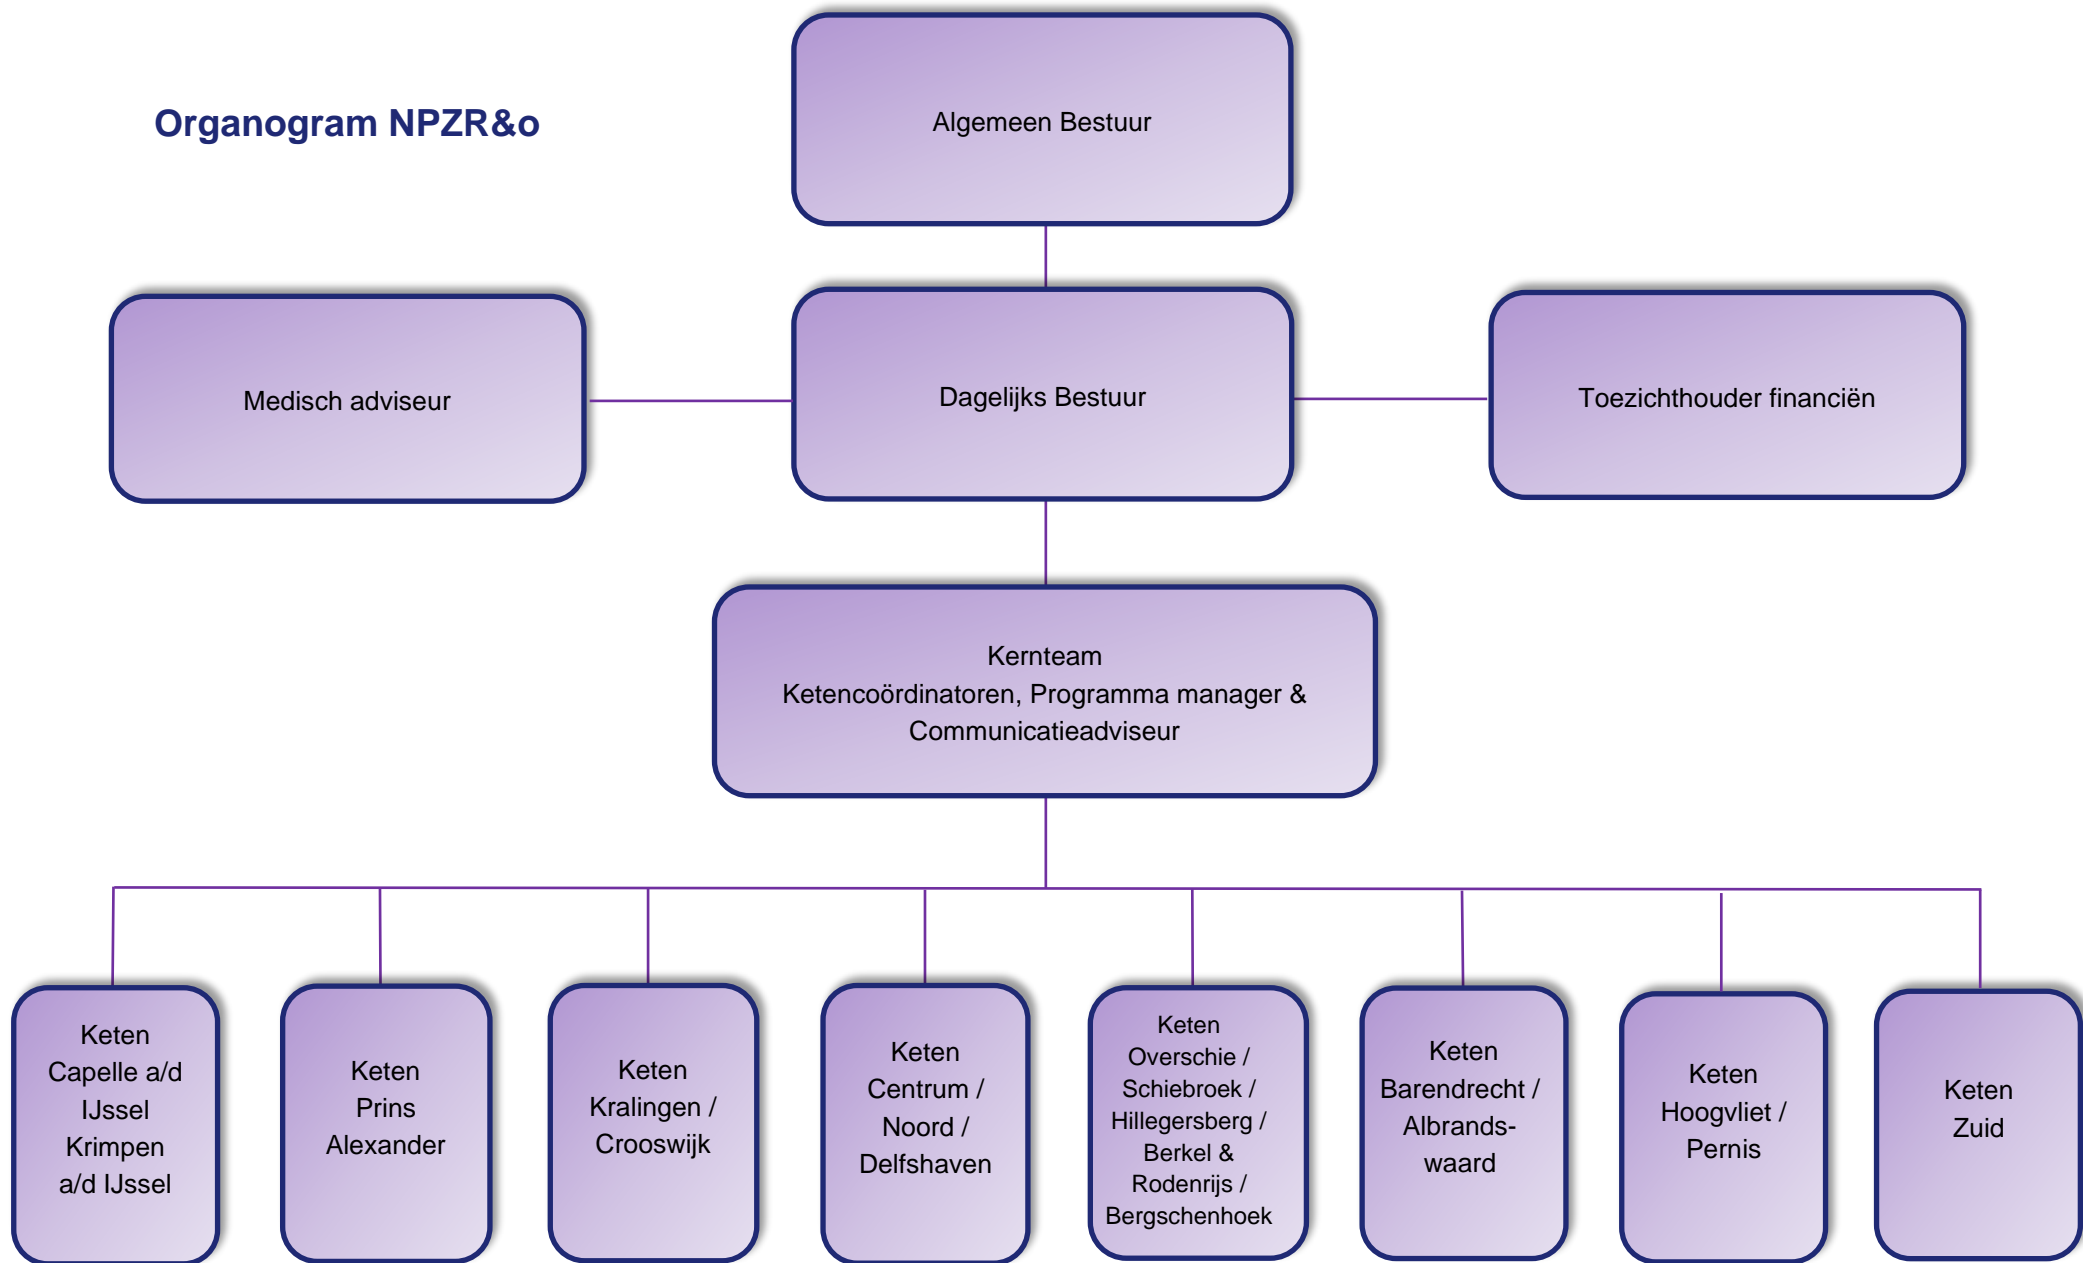 Organogram NPZR&o
Algemeen Bestuur
Medisch adviseur
Dagelijks Bestuur
Toezichthouder financiën
Kernteam
Ketencoördinatoren, Programma manager &
Communicatieadviseur
Keten
Capelle a/d
IJssel
Krimpen
a/d IJssel
Keten
Prins
Alexander
Keten
Kralingen /
Crooswijk
Keten
Centrum /
Noord /
Delfshaven
Keten
Overschie /
Schiebroek /
Hillegersberg /
Berkel &
Rodenrijs /
Bergschenhoek
Keten
Barendrecht /
Albrands-
waard
Keten
Hoogvliet /
Pernis
Keten
Zuid